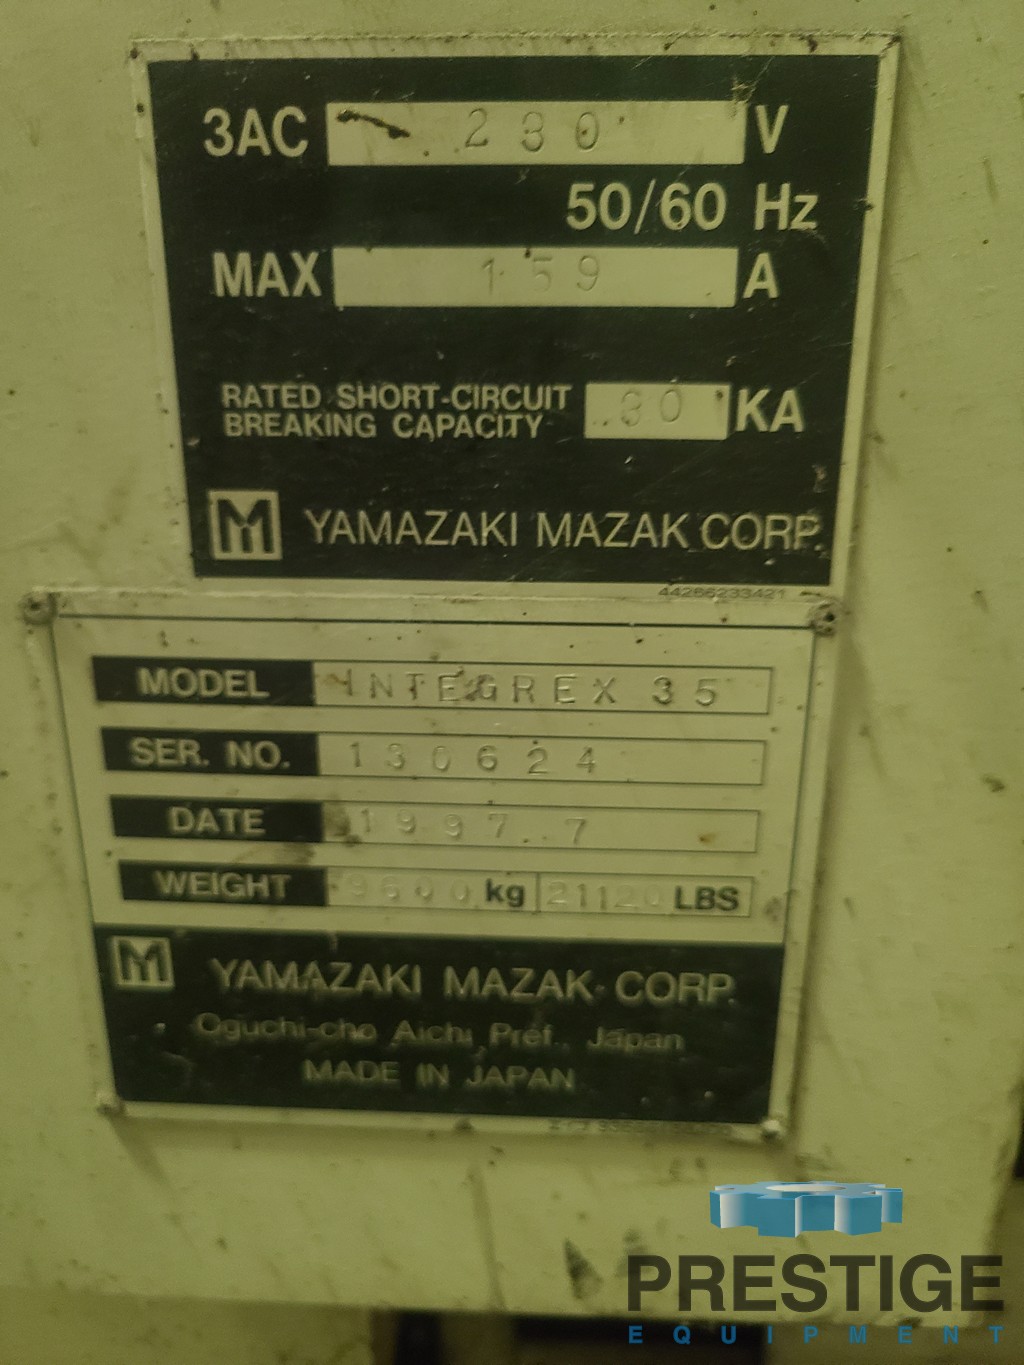 3AC 230 V
50/60 Hz
MAX 159 A
RATED SHORT-CIRCUIT
BREAKING CAPACITY 30 KA
YAMAZAKI MAZAK CORP.
44266233421
MODEL INTEGREX 35
SER. NO. 130624
DATE 1997.7
WEIGHT 9600 kg 21120 LBS
YAMAZAKI MAZAK CORP.
Oguchi-cho Aichi Pref., Japan
MADE IN JAPAN
PRESTIGE
EQUIPMENT